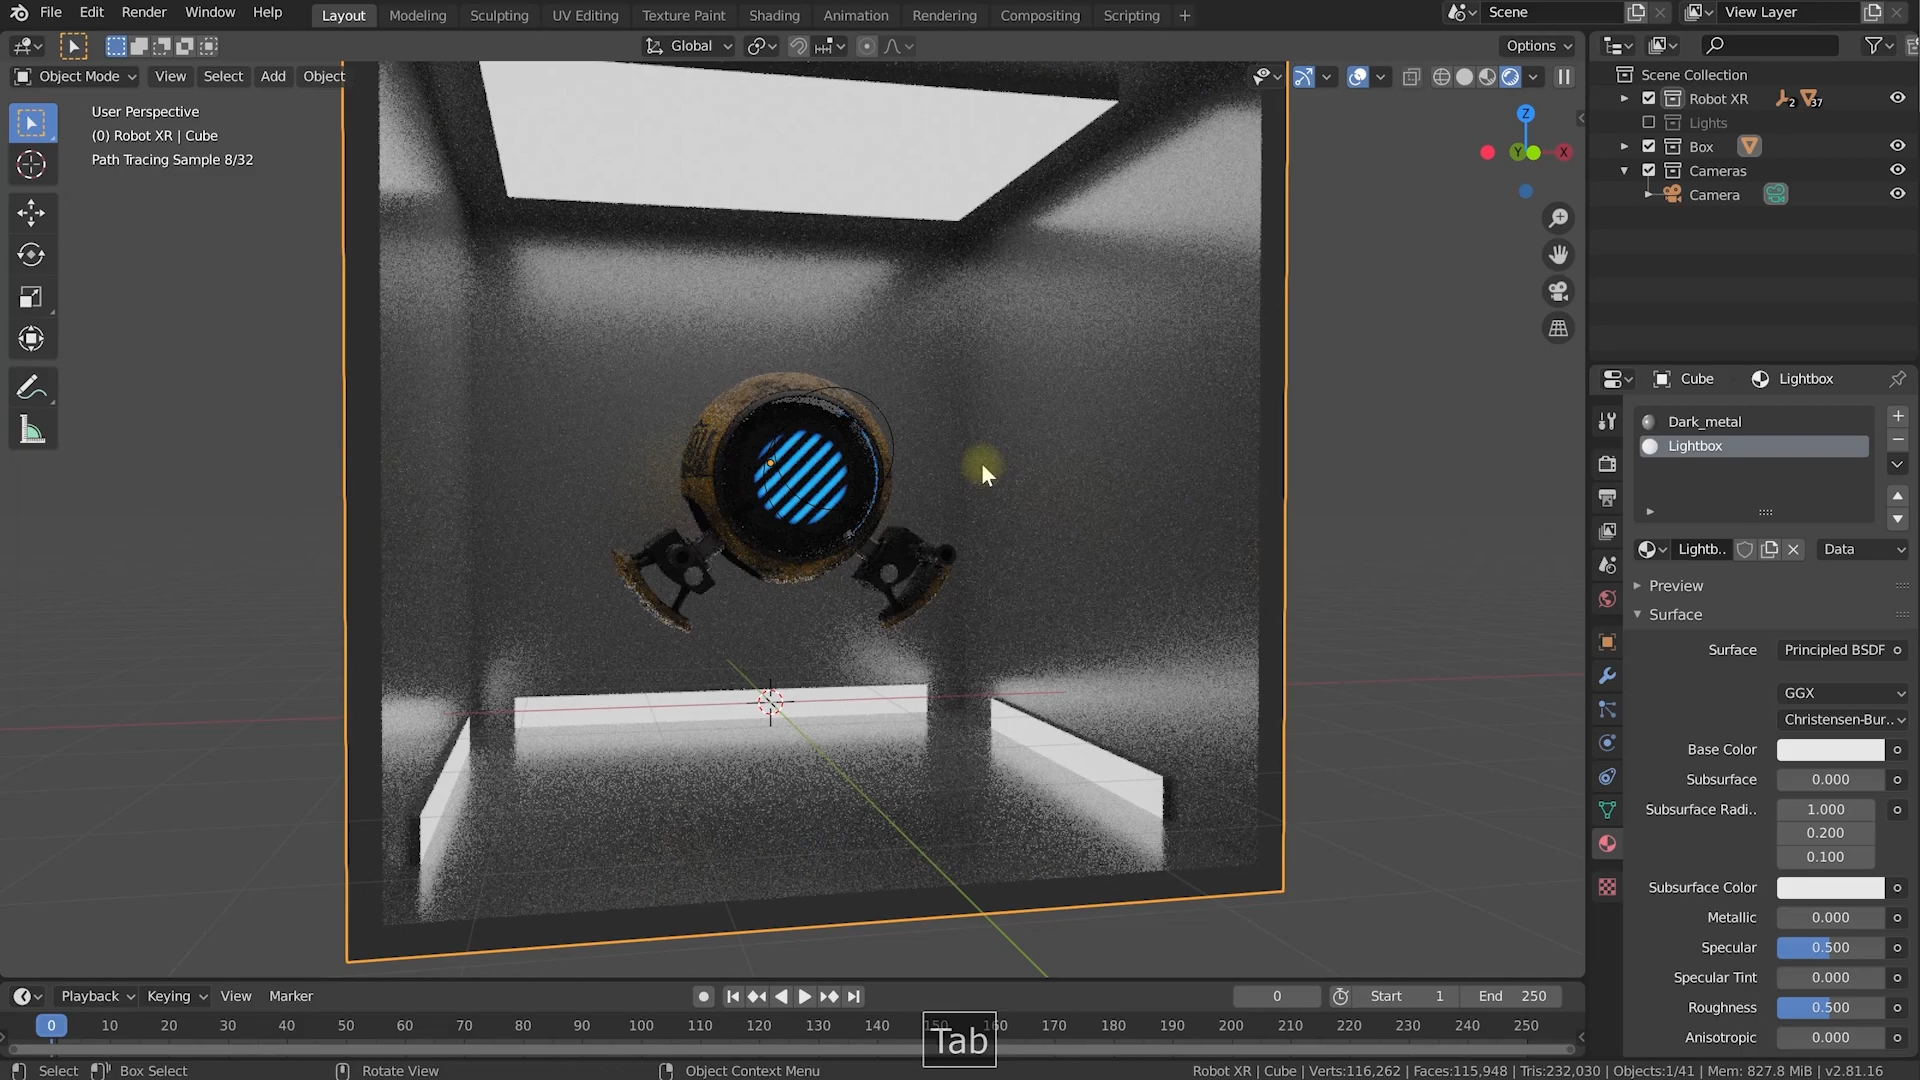 File Edit Render Window Help Layout Modeling Sculpting UV Editing Texture Paint Shading Animation Rendering Compositing Scripting + Scene View Layer
Global Options
Object Mode View Select Add Object Scene Collection
User Perspective
(0) Robot XR | Cube
Path Tracing Sample 8/32
Z
Y
X
Robot XR 2 37
Lights
Box
Cameras
Camera
Cube Lightbox
Dark_metal
Lightbox
Lightb.. Data
Preview
Surface
Surface Principled BSDF
GGX
Christensen-Bur..
Base Color
Subsurface 0.000
Subsurface Radi.. 1.000
0.200
0.100
Subsurface Color
Metallic 0.000
Specular 0.500
Specular Tint 0.000
Roughness 0.500
Anisotropic 0.000
Playback Keying View Marker 0 Start 1 End 250
0 10 20 30 40 50 60 70 80 90 100 110 120 130 140 150 160 170 180 190 200 210 220 230 240 250
Tab
Select Box Select Rotate View Object Context Menu Robot XR | Cube | Verts:116,262 | Faces:115,948 | Tris:232,030 | Objects:1/41 | Mem: 827.8 MiB | v2.81.16